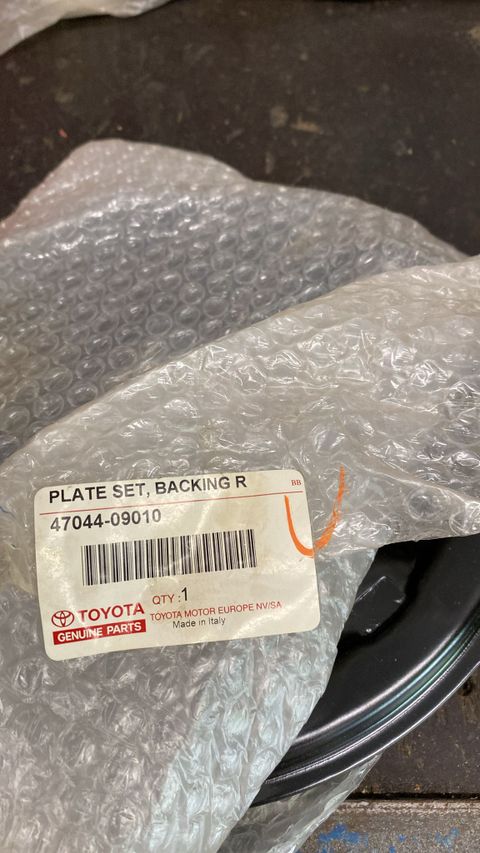 PLATE SET, BACKING R
BB
47044-09010
QTY :1
TOYOTA
GENUINE PARTS
TOYOTA MOTOR EUROPE NV/SA
Made in Italy